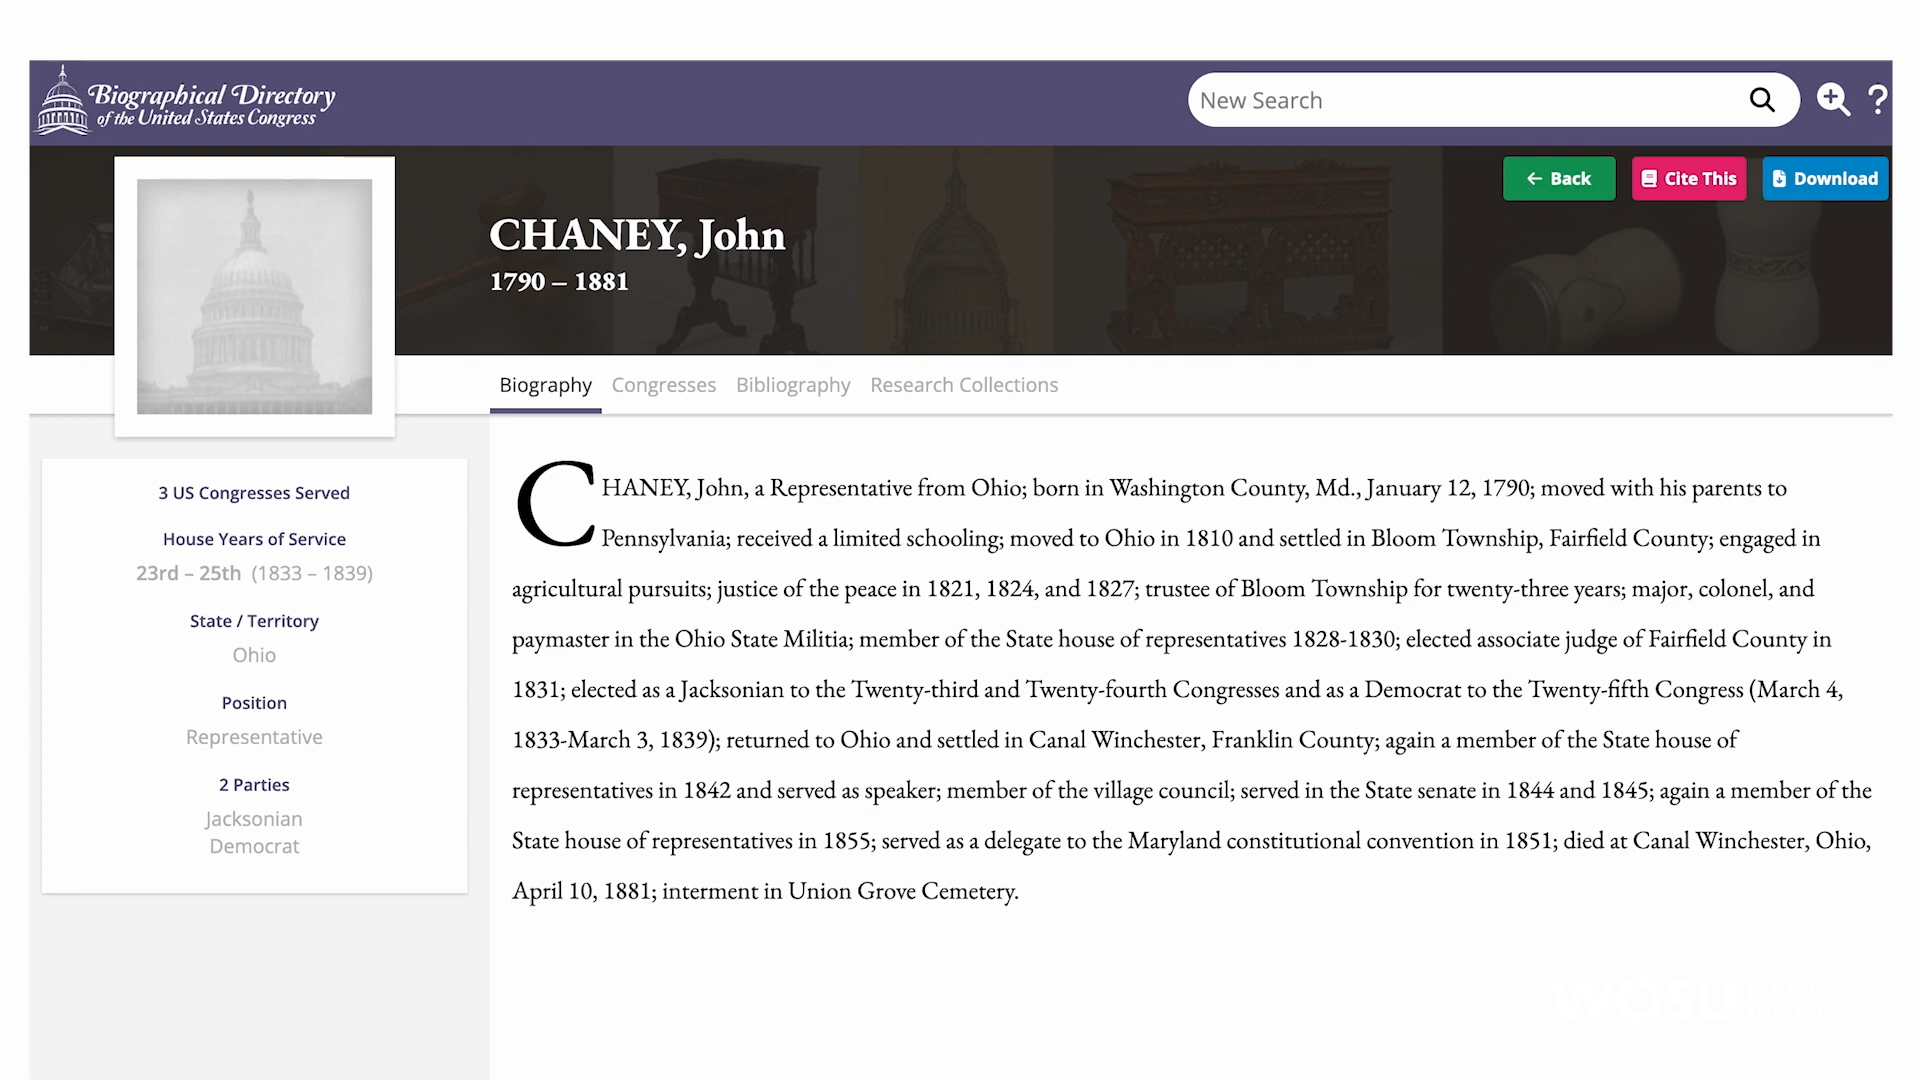 Biographical Directory
of the United States Congress
New Search
?
Back
Cite This
Download
CHANEY, John
1790 – 1881
Biography
Congresses
Bibliography
Research Collections
3 US Congresses Served
House Years of Service
23rd – 25th (1833 – 1839)
State / Territory
Ohio
Position
Representative
2 Parties
Jacksonian
Democrat
CHANEY, John, a Representative from Ohio; born in Washington County, Md., January 12, 1790; moved with his parents to
Pennsylvania; received a limited schooling; moved to Ohio in 1810 and settled in Bloom Township, Fairfield County; engaged in
agricultural pursuits; justice of the peace in 1821, 1824, and 1827; trustee of Bloom Township for twenty-three years; major, colonel, and
paymaster in the Ohio State Militia; member of the State house of representatives 1828-1830; elected associate judge of Fairfield County in
1831; elected as a Jacksonian to the Twenty-third and Twenty-fourth Congresses and as a Democrat to the Twenty-fifth Congress (March 4,
1833-March 3, 1839); returned to Ohio and settled in Canal Winchester, Franklin County; again a member of the State house of
representatives in 1842 and served as speaker; member of the village council; served in the State senate in 1844 and 1845; again a member of the
State house of representatives in 1855; served as a delegate to the Maryland constitutional convention in 1851; died at Canal Winchester, Ohio,
April 10, 1881; interment in Union Grove Cemetery.
WOSU